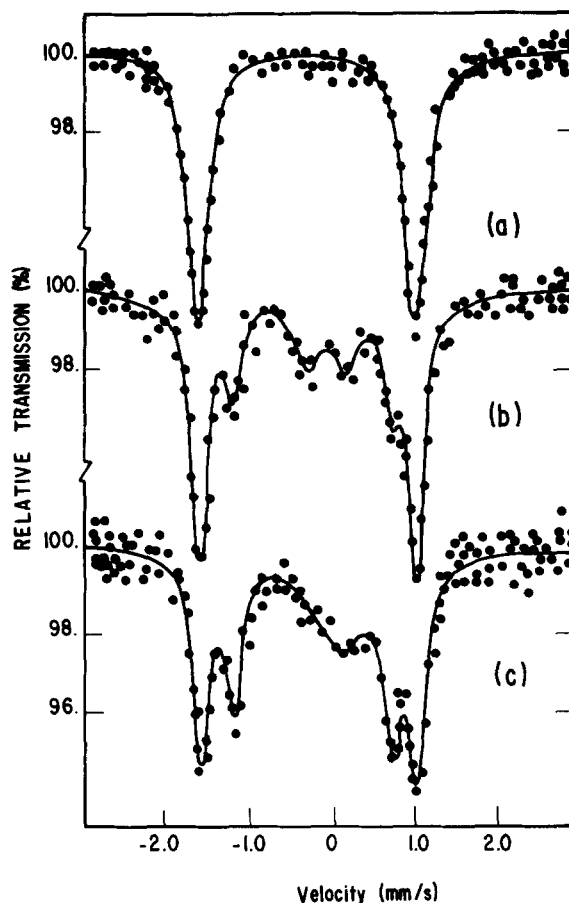 100.
98.
(a)
100.
98.
(b)
100.
98.
96.
(c)
RELATIVE TRANSMISSION (%)
-2.0 -1.0 0 1.0 2.0
Velocity (mm/s)